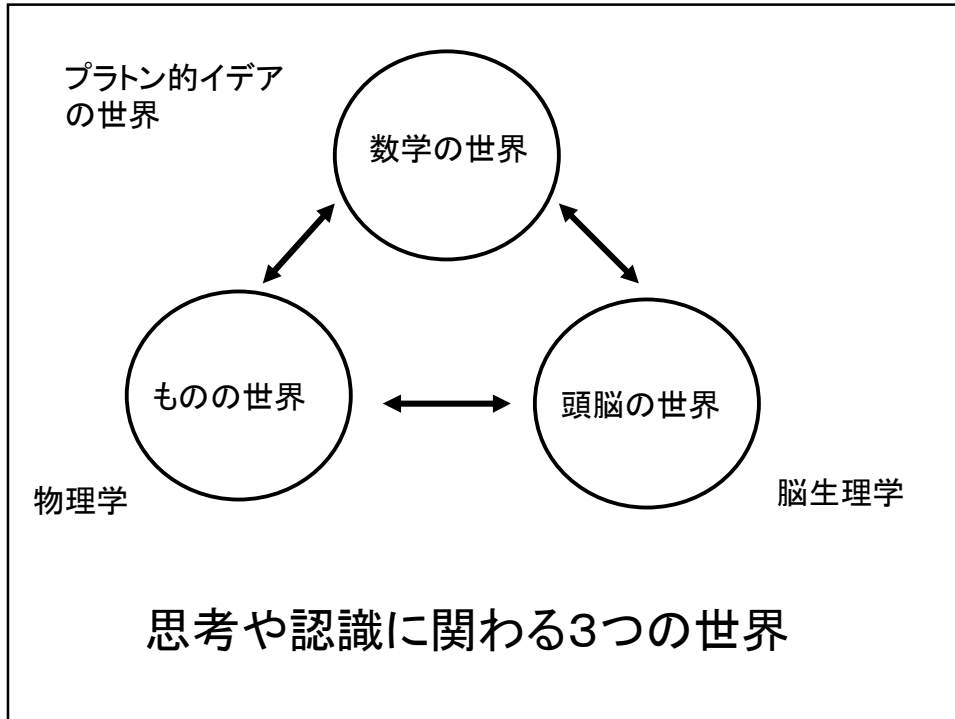 プラトン的イデア
の世界
数学の世界
ものの世界
頭脳の世界
物理学
脳生理学
思考や認識に関わる3つの世界